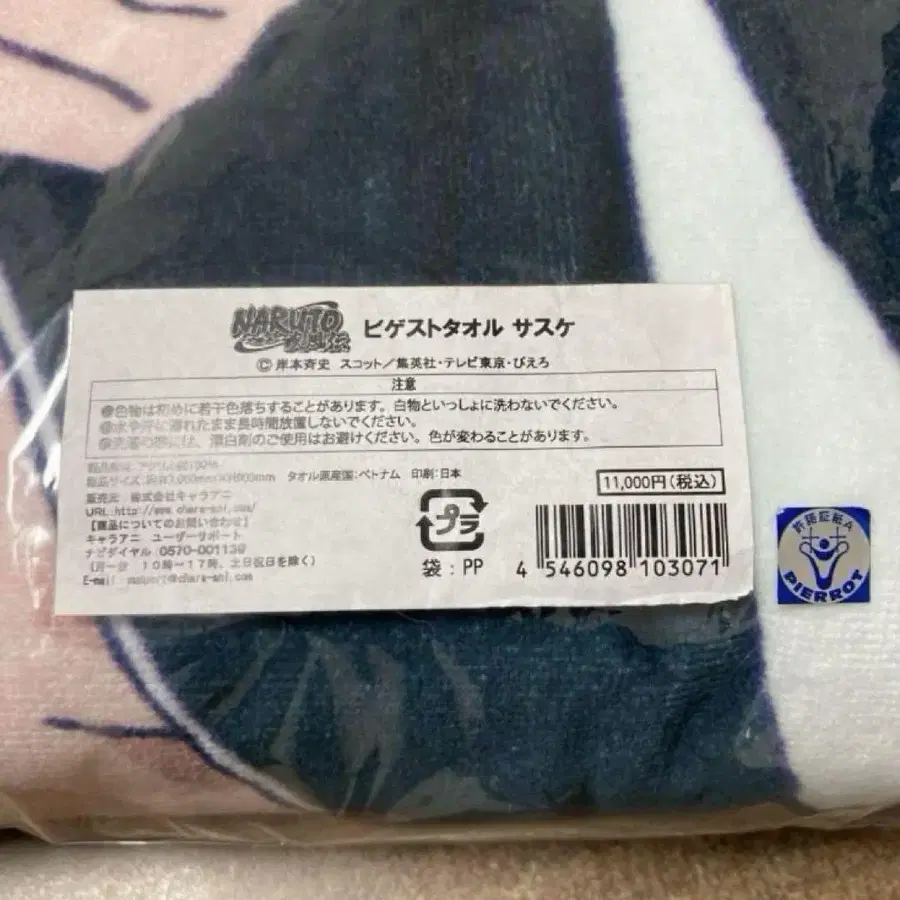 NARUTO 疾風伝 ビゲストタオル サスケ
© 岸本斉史 スコット／集英社・テレビ東京・ぴえろ
注意
●色物は初めに若干色落ちすることがあります。白物といっしょに洗わないでください。
●水や汗に濡れたまま長時間放置しないでください。
●洗濯の際には、漂白剤のご使用はお避けください。色が変わることがあります。
タオル原産国:ベトナム 印刷:日本
11,000円(税込)
販売元 株式会社キャラアニ
URL:http://www.chara-ani.com/
【商品についてのお問い合わせ】
キャラアニ ユーザーサポート
ナビダイヤル 0570-001130
(月～金 10時～17時、土日祝日を除く)
プラ
袋:PP
4 546098 103071
許諾証紙A
PIERROT